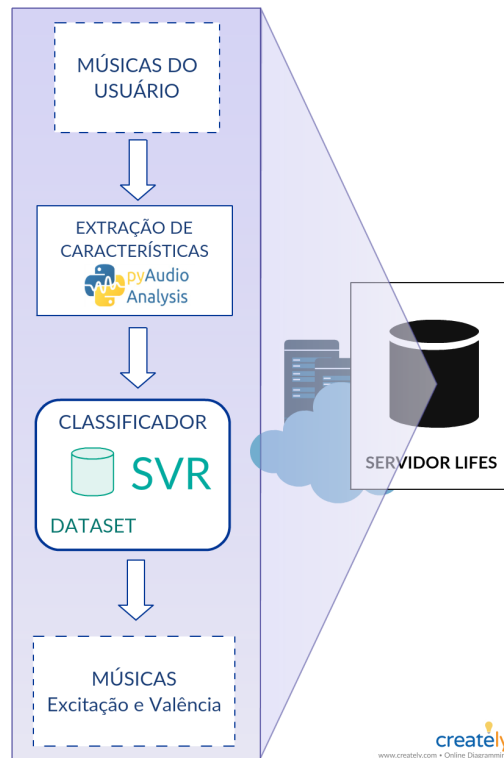 MÚSICAS DO
USUÁRIO
EXTRAÇÃO DE
CARACTERÍSTICAS
pyAudio
Analysis
CLASSIFICADOR
SVR
DATASET
SERVIDOR LIFES
MÚSICAS
Excitação e Valência
creately
www.creately.com • Online Diagramming